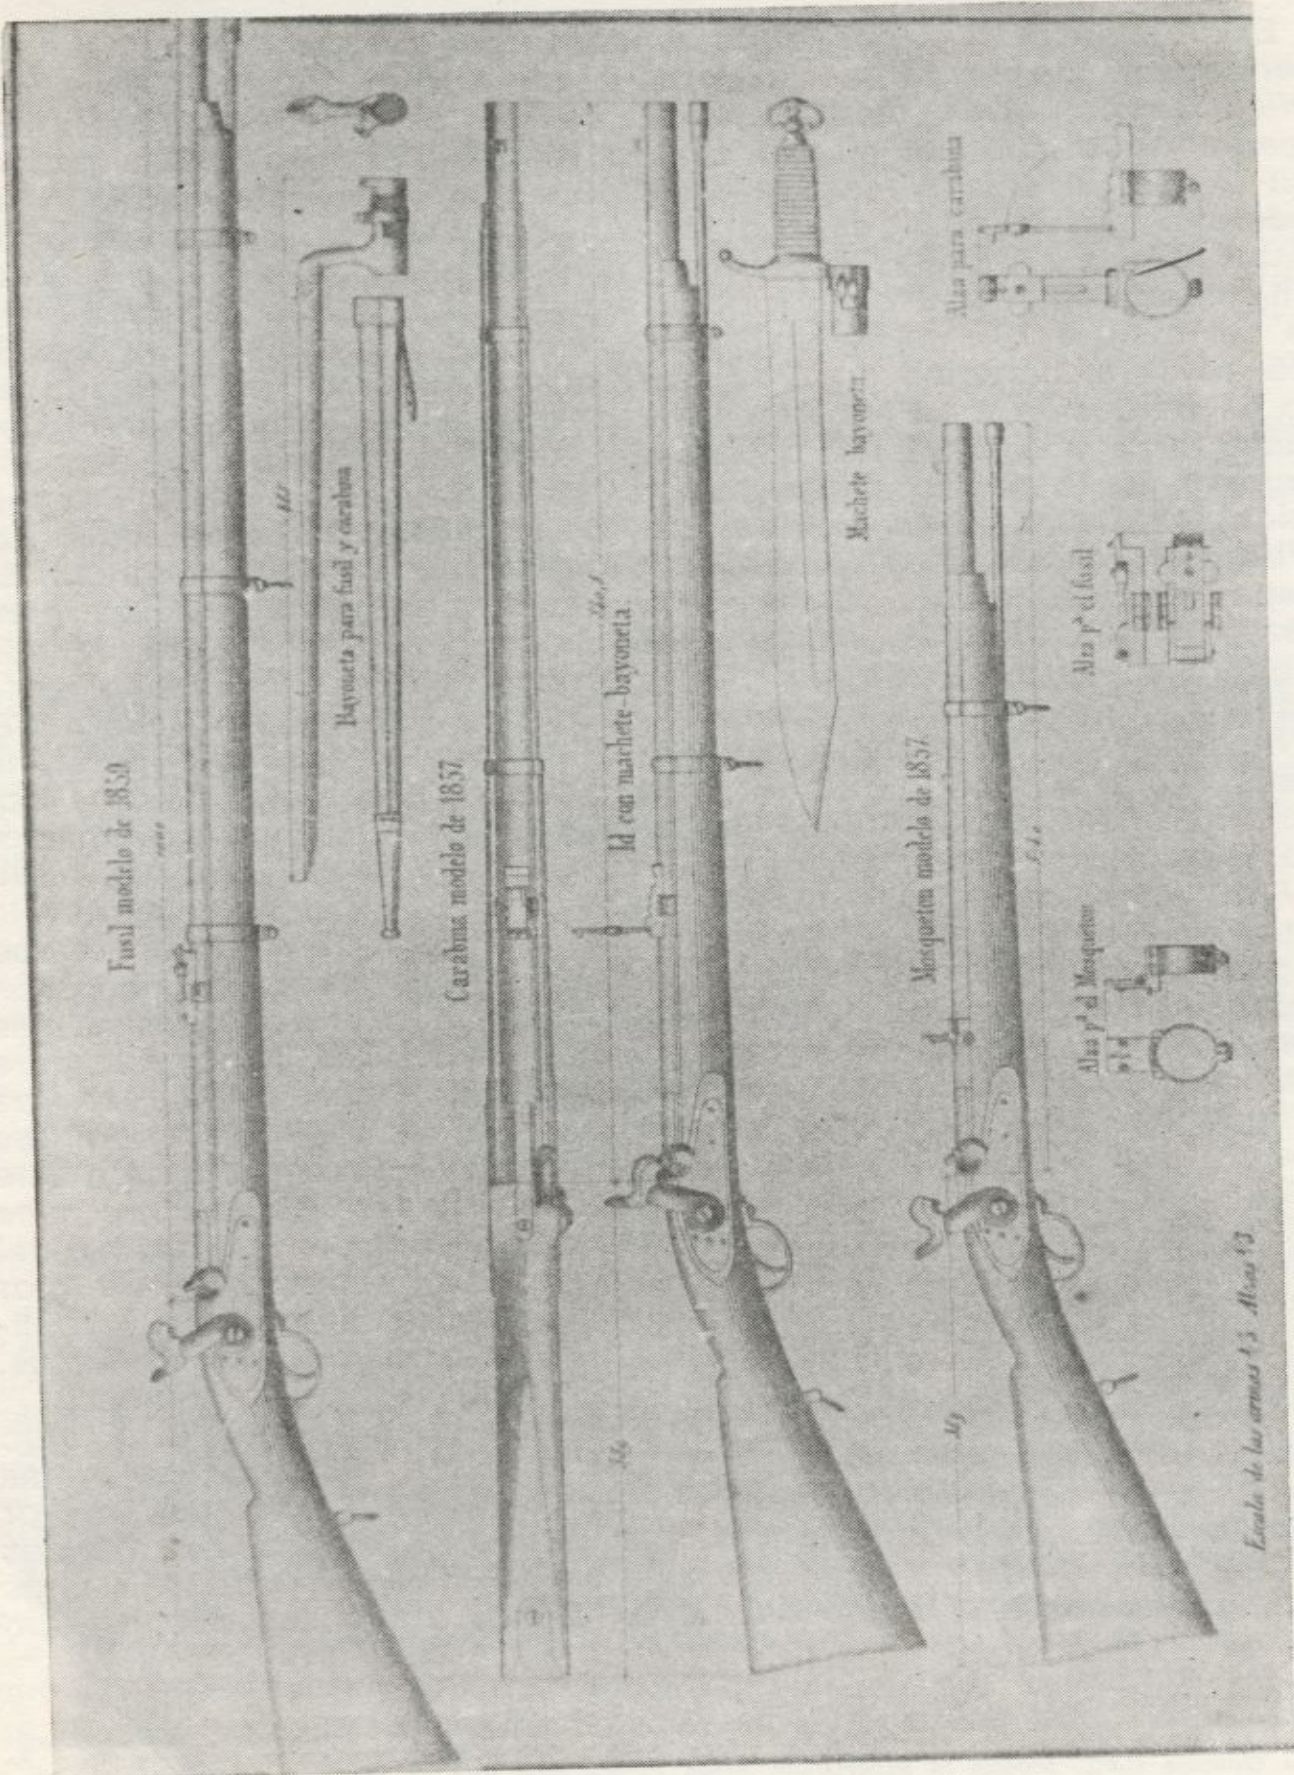 Fusil modelo de 1859
Bayoneta para fusil y carabina
Carabina modelo de 1857
Id con machete-bayoneta
Machete bayoneta
Mosqueton modelo de 1857
Alza para carabina
Alza pª el fusil
Alza pª el Mosqueton
Escala de las armas 1:5 Alzas 1:3